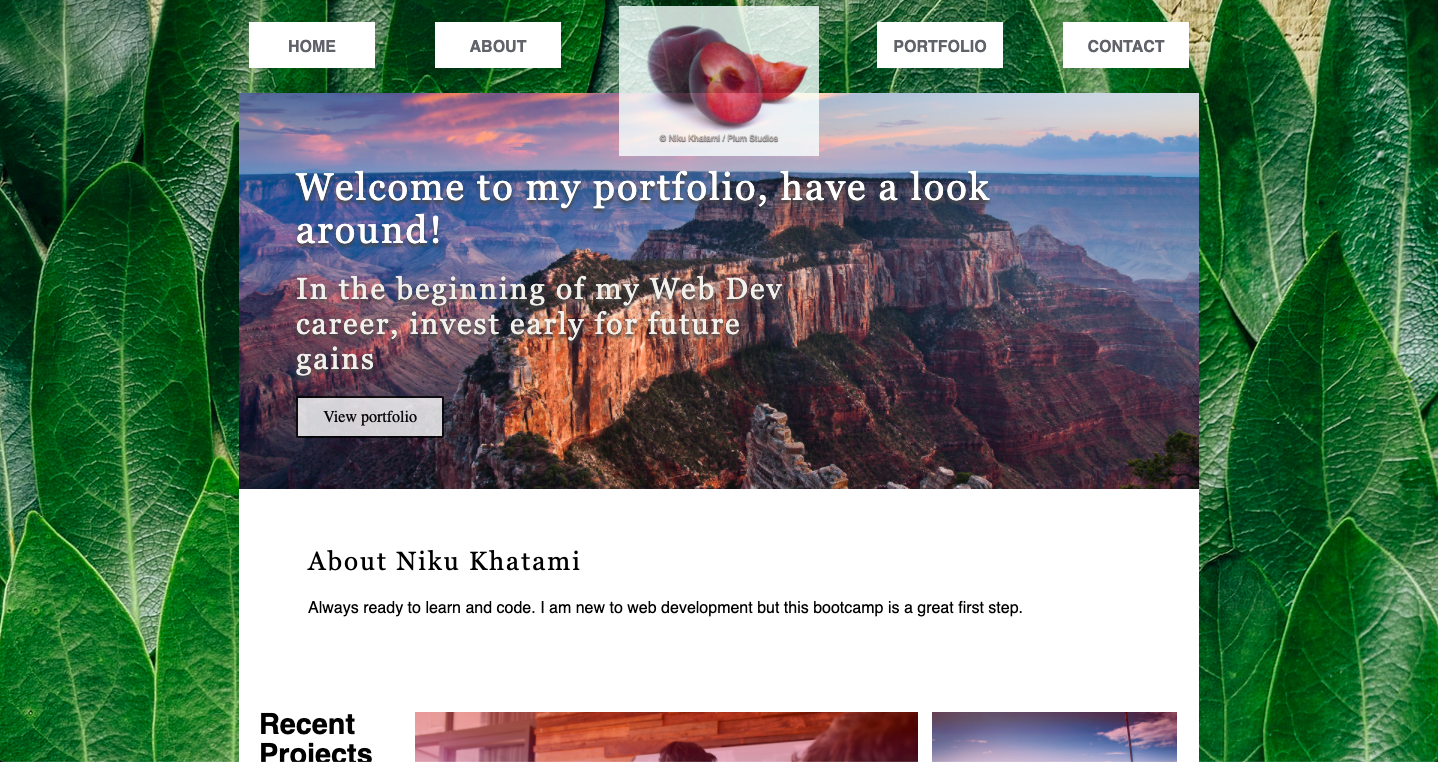 HOME
ABOUT
PORTFOLIO
CONTACT
© Niku Khatami / Plum Studios
Welcome to my portfolio, have a look
around!
In the beginning of my Web Dev
career, invest early for future
gains
View portfolio
About Niku Khatami
Always ready to learn and code. I am new to web development but this bootcamp is a great first step.
Recent
Projects